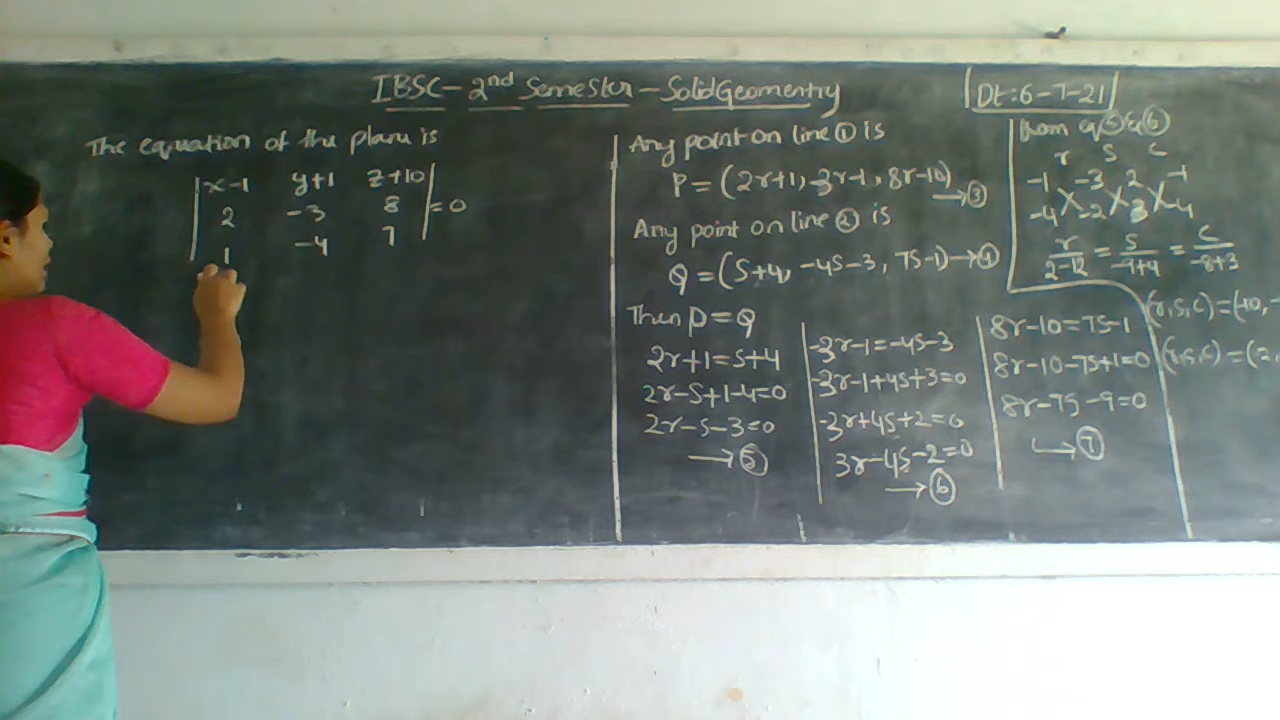 IBSC - 2nd Semester - Solid Geometry
Dt: 6-7-21
The equation of the plane is
| x-1 y+1 z+10 |
| 2 -3 8 | = 0
| 1 -4 7 |
Any point on line ① is
P = (2r+1, -3r-1, 8r-10) → ③
Any point on line ② is
Q = (S+4, -4S-3, 7S-1) → ④
Then P = Q
2r+1 = S+4
2r-S+1-4=0
2r-S-3=0
→ ⑤
-3r-1 = -4S-3
-3r-1+4S+3=0
-3r+4S+2=0
3r-4S-2=0
→ ⑥
8r-10=7S-1
8r-10-7S+1=0
8r-7S-9=0
→ ⑦
from eq ⑤ & ⑥
r S C
-1 -3 2 -1
-4 -2 3 -4
r/2-12 = S/-9+4 = C/-8+3
(r,S,C) = (-10,
(r,S,C) = (2,